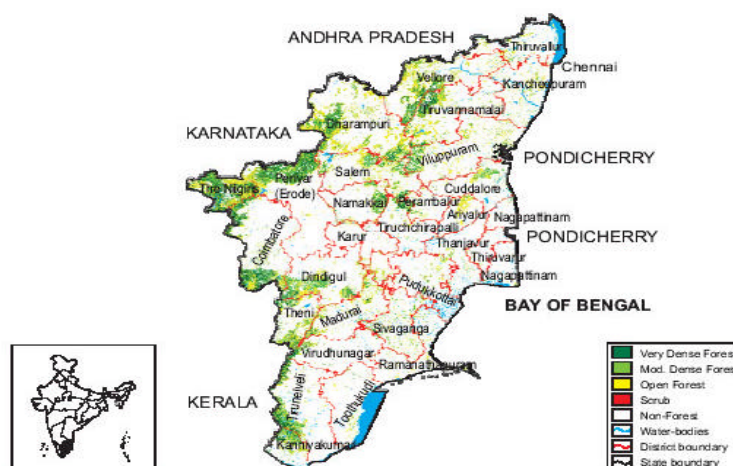 ANDHRA PRADESH
Thiruvallur
Chennai
Vellore
Kancheepuram
Tiruvannamalai
Dharampuri
KARNATAKA
Viluppuram
PONDICHERRY
Salem
Periyar
(Erode)
The Nilgiris
Cuddalore
Namakkal
Perambalur
Ariyalur
Nagapattinam
Coimbatore
Karur
Tiruchchirapalli
Thanjavur
PONDICHERRY
Thiruvarur
Nagapattinam
Dindigul
Pudukkottai
BAY OF BENGAL
Theni
Madurai
Sivaganga
Virudhunagar
Ramanathapuram
KERALA
Tirunelveli
Toothukudi
Kanniyakumari
Very Dense Forest
Mod. Dense Forest
Open Forest
Scrub
Non-Forest
Water-bodies
District boundary
State boundary